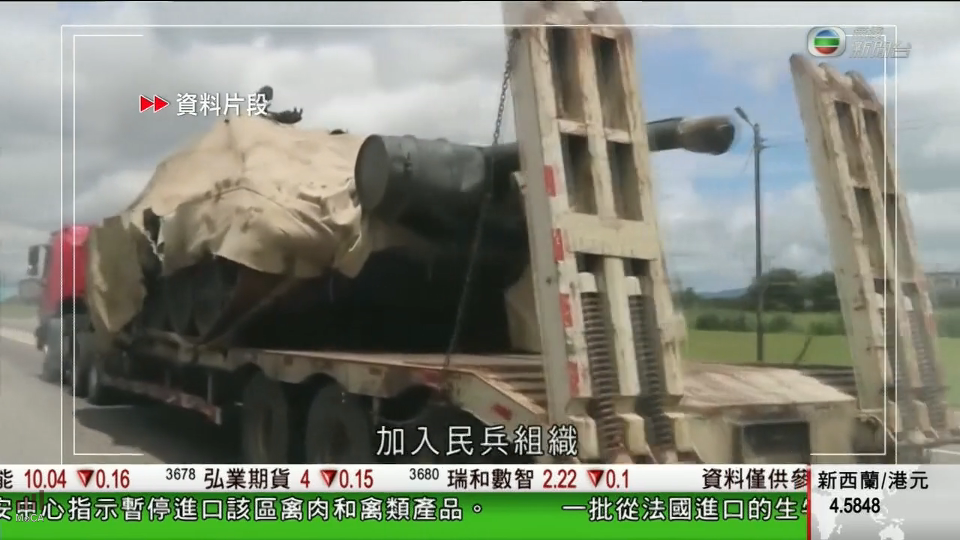 資料片段
加入民兵組織
能 10.04 ▼0.16 3678 弘業期貨 4 ▼0.15 3680 瑞和數智 2.22 ▼0.1 資料僅供參
新西蘭/港元
4.5848
安中心指示暫停進口該區禽肉和禽類產品。 一批從法國進口的生